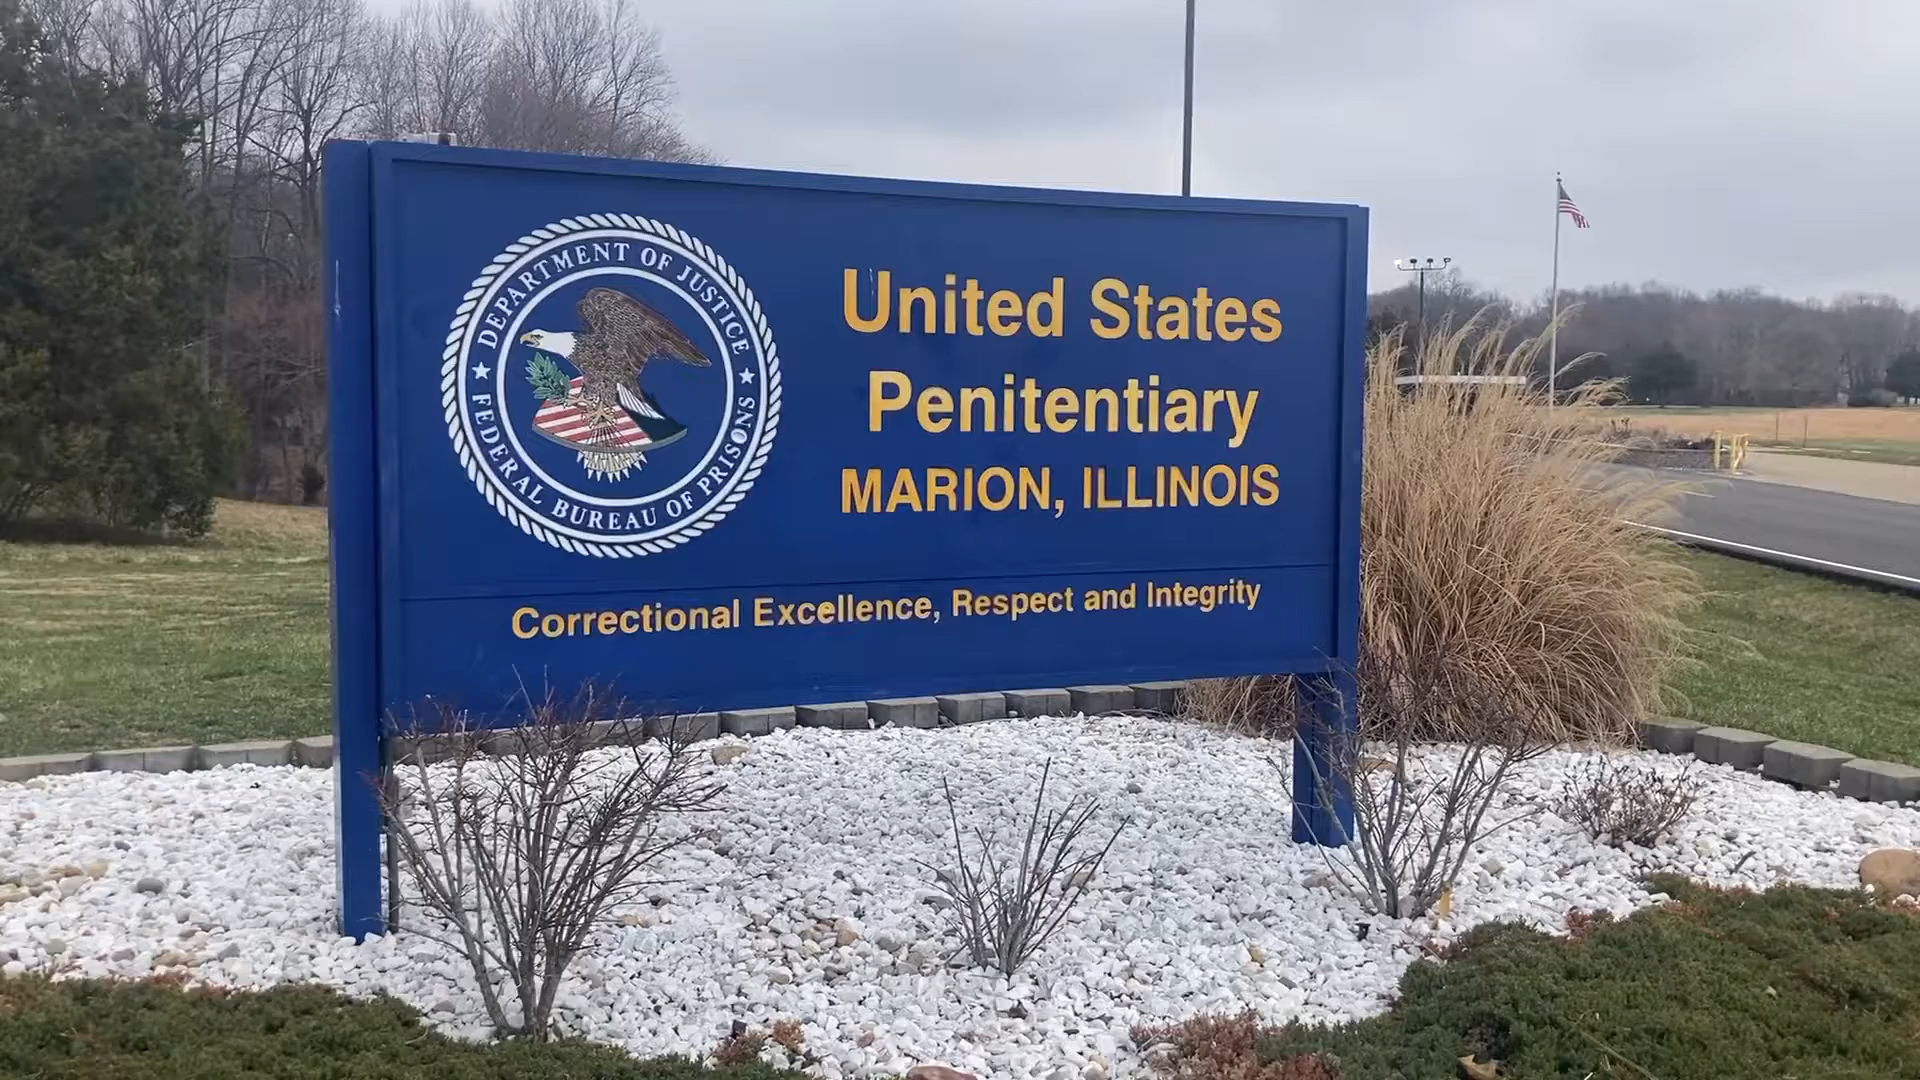 DEPARTMENT OF JUSTICE
FEDERAL BUREAU OF PRISONS
United States
Penitentiary
MARION, ILLINOIS
Correctional Excellence, Respect and Integrity